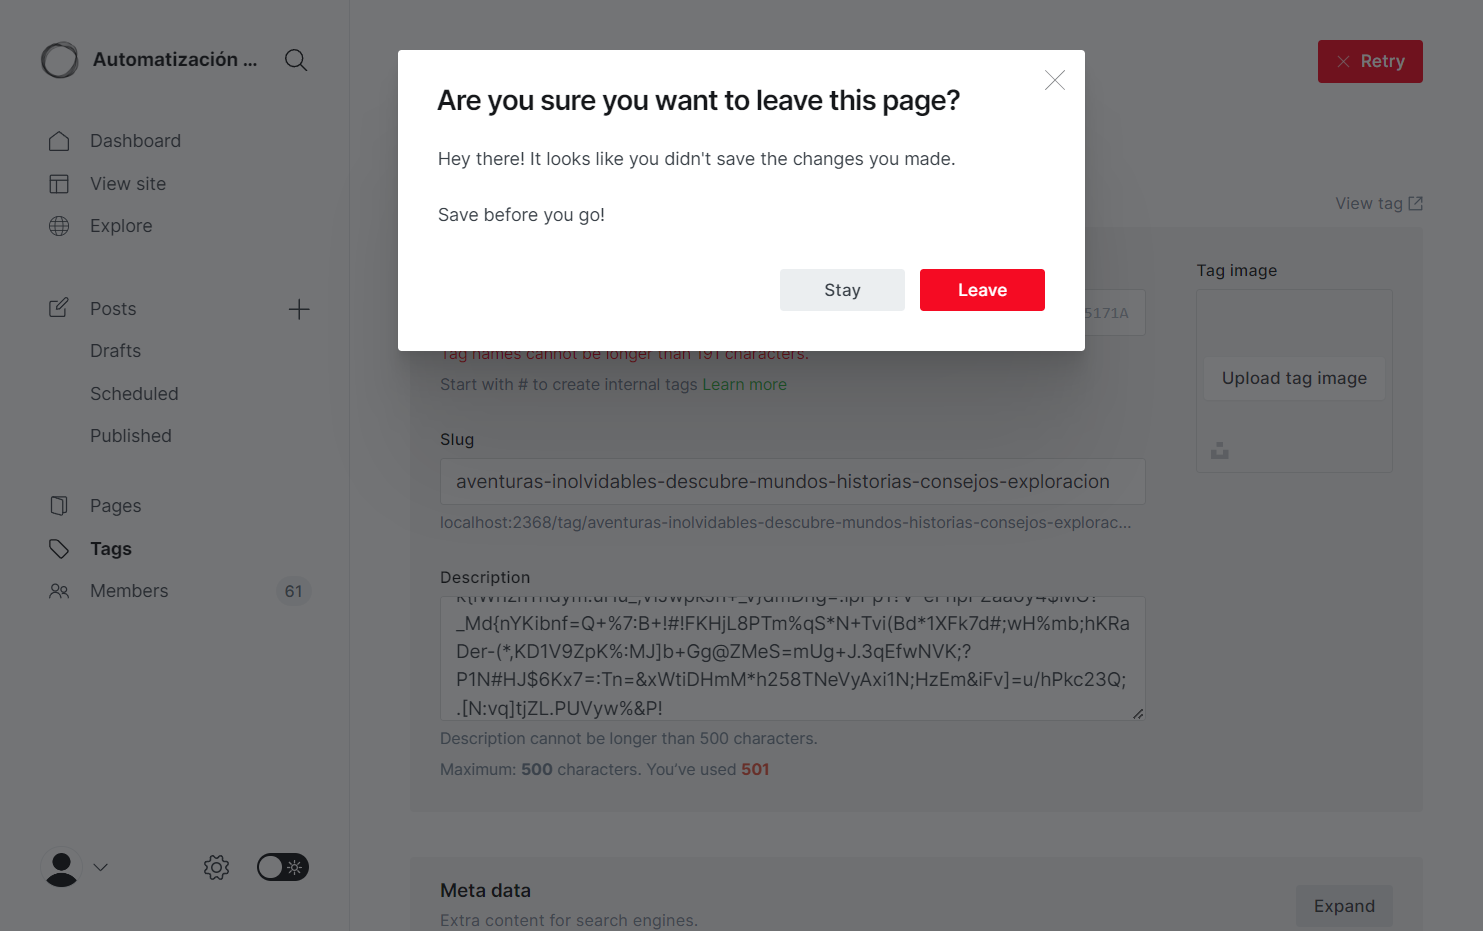 Automatización ...
Dashboard
View site
Explore
Posts
Drafts
Scheduled
Published
Pages
Tags
Members
61
Retry
View tag
Are you sure you want to leave this page?
Hey there! It looks like you didn't save the changes you made.
Save before you go!
Stay
Leave
5171A
Tag names cannot be longer than 191 characters.
Start with # to create internal tags Learn more
Slug
aventuras-inolvidables-descubre-mundos-historias-consejos-exploracion
localhost:2368/tag/aventuras-inolvidables-descubre-mundos-historias-consejos-explorac...
Description
_Md{nYKibnf=Q+%7:B+!#!FKHjL8PTm%qS*N+Tvi(Bd*1XFk7d#;wH%mb;hKRa
Der-(*,KD1V9ZpK%:MJ]b+Gg@ZMeS=mUg+J.3qEfwNVK;?
P1N#HJ$6Kx7=:Tn=&xWtiDHmM*h258TNeVyAxi1N;HzEm&iFv]=u/hPkc23Q;
.[N:vq]tjZL.PUVyw%&P!
Description cannot be longer than 500 characters.
Maximum: 500 characters. You've used 501
Tag image
Upload tag image
Meta data
Extra content for search engines.
Expand